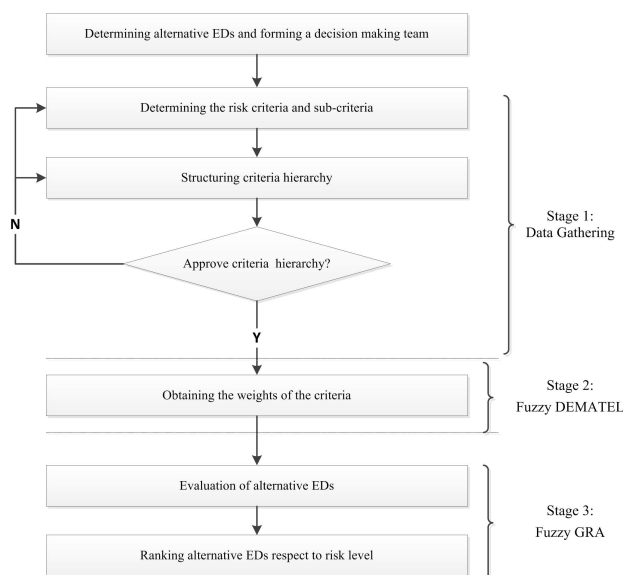 Determining alternative EDs and forming a decision making team
Determining the risk criteria and sub-criteria
Structuring criteria hierarchy
N
Approve criteria hierarchy?
Y
Stage 1:
Data Gathering
Obtaining the weights of the criteria
Stage 2:
Fuzzy DEMATEL
Evaluation of alternative EDs
Ranking alternative EDs respect to risk level
Stage 3:
Fuzzy GRA